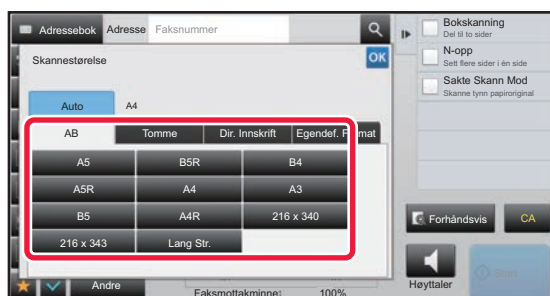 Adressebok Adresse Faksnummer
Skannestørelse
OK
Auto A4
AB Tomme Dir. Innskrift Egendef. F mat
A5 B5R B4
A5R A4 A3
B5 A4R 216 x 340
216 x 343 Lang Str.
Andre
Faksmottakminne: 100%
Bokskanning
Del til to sider
N-opp
Sett flere sider i én side
Sakte Skann Mod
Skanne tynn papiroriginal
Forhåndsvis CA
Høyttaler
Start